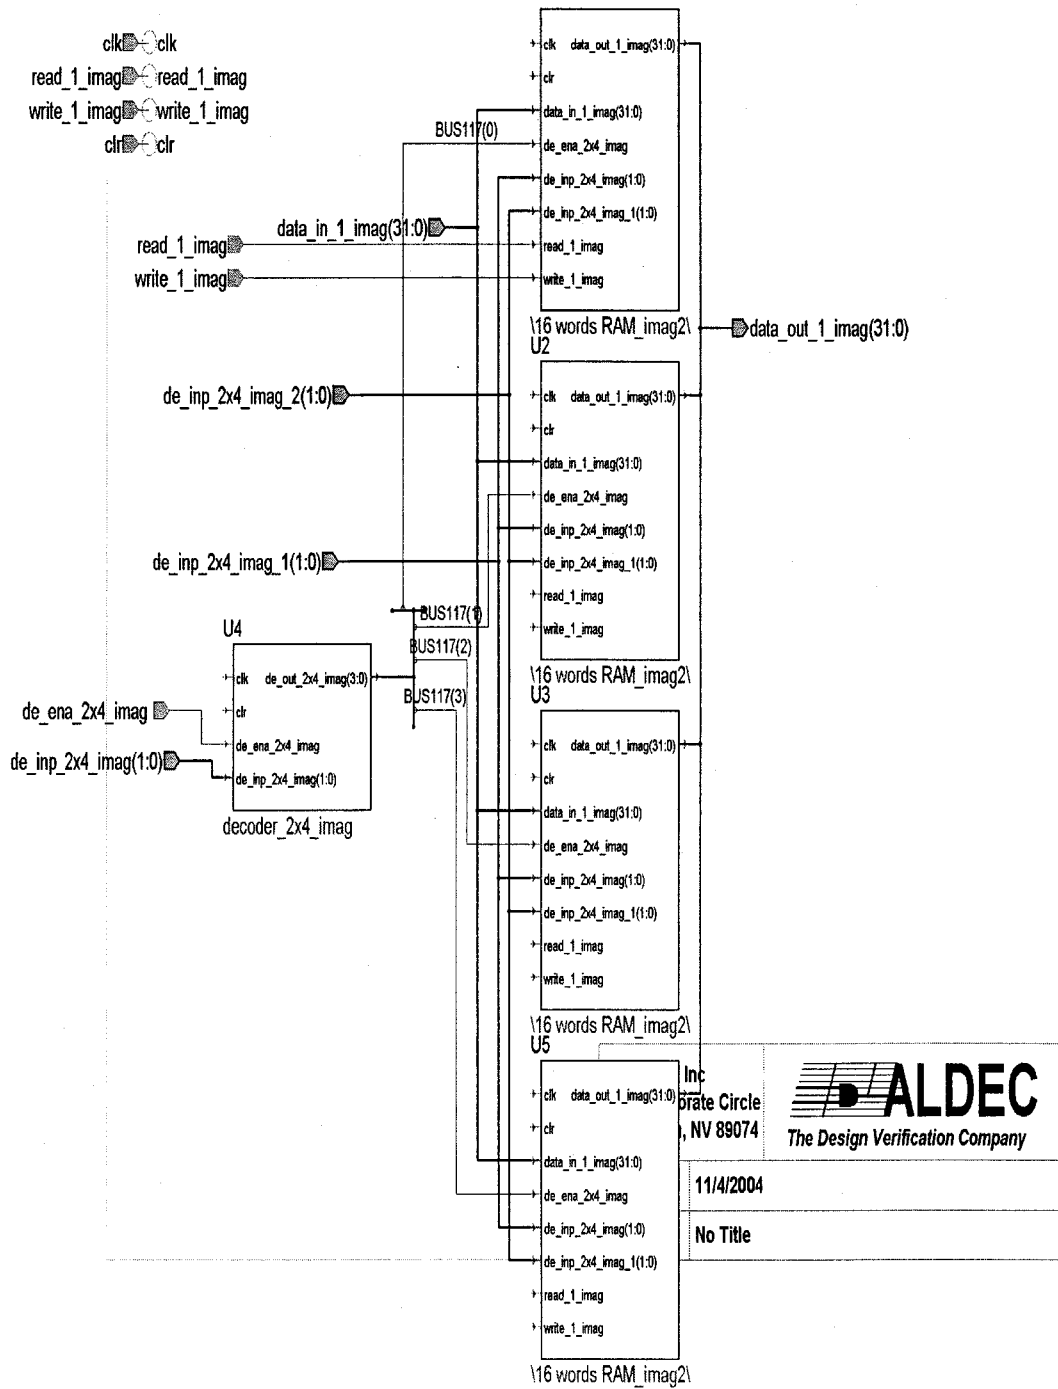 clk clk
read_1_imag read_1_imag
write_1_imag write_1_imag
clr clr
clk data_out_1_imag(31:0)
clr
data_in_1_imag(31:0)
BUS117(0)
de_ena_2x4_imag
de_inp_2x4_imag(1:0)
de_inp_2x4_imag_1(1:0)
data_in_1_imag(31:0)
read_1_imag
read_1_imag
write_1_imag
write_1_imag
\16 words RAM_imag2\
data_out_1_imag(31:0)
U2
clk data_out_1_imag(31:0)
de_inp_2x4_imag_2(1:0)
clr
data_in_1_imag(31:0)
de_ena_2x4_imag
de_inp_2x4_imag(1:0)
de_inp_2x4_imag_1(1:0)
de_inp_2x4_imag_1(1:0)
read_1_imag
write_1_imag
BUS117(1)
BUS117(2)
BUS117(3)
\16 words RAM_imag2\
U4
clk de_out_2x4_imag(3:0)
clr
de_ena_2x4_imag
de_ena_2x4_imag
de_inp_2x4_imag(1:0)
de_inp_2x4_imag(1:0)
decoder_2x4_imag
U3
clk data_out_1_imag(31:0)
clr
data_in_1_imag(31:0)
de_ena_2x4_imag
de_inp_2x4_imag(1:0)
de_inp_2x4_imag_1(1:0)
read_1_imag
write_1_imag
\16 words RAM_imag2\
U5
clk data_out_1_imag(31:0)
clr
data_in_1_imag(31:0)
de_ena_2x4_imag
de_inp_2x4_imag(1:0)
de_inp_2x4_imag_1(1:0)
read_1_imag
write_1_imag
\16 words RAM_imag2\
Inc
orate Circle
, NV 89074
ALDEC
The Design Verification Company
11/4/2004
No Title